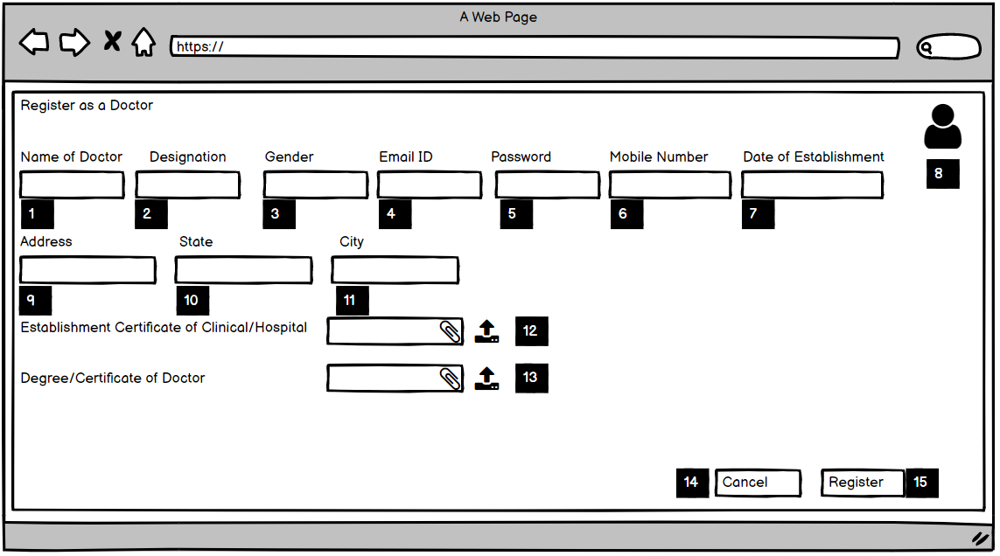 A Web Page
https://
Register as a Doctor
Name of Doctor Designation Gender Email ID Password Mobile Number Date of Establishment
8
1 2 3 4 5 6 7
Address State City
9 10 11
Establishment Certificate of Clinical/Hospital 12
Degree/Certificate of Doctor 13
14 Cancel Register 15